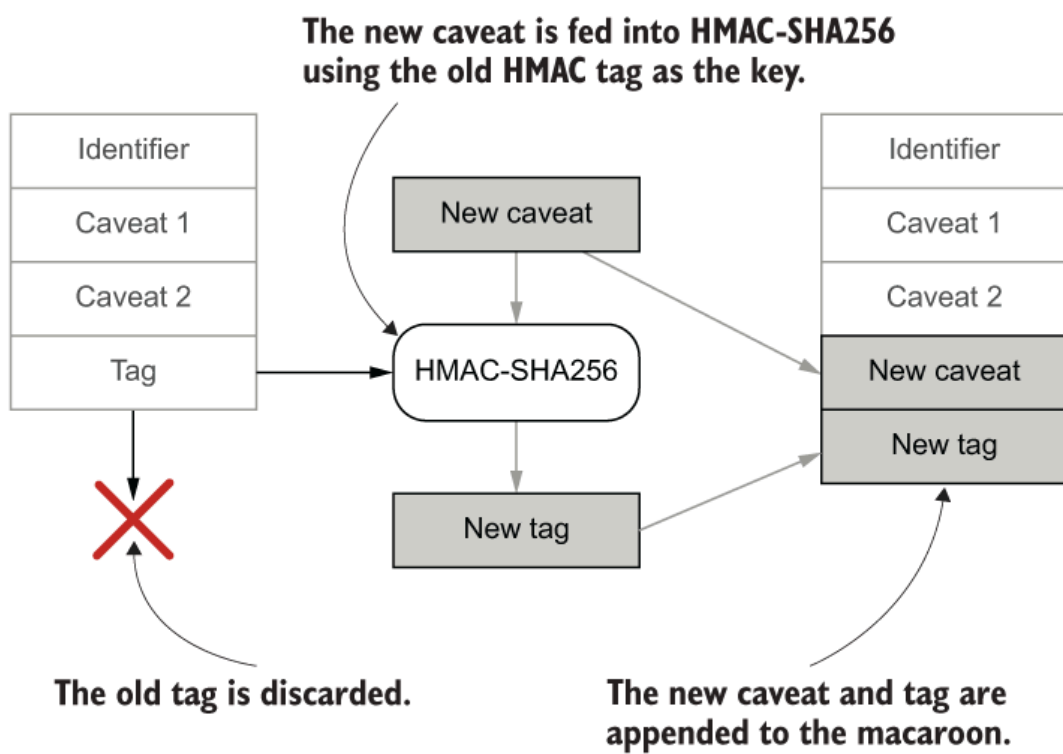 The new caveat is fed into HMAC-SHA256
using the old HMAC tag as the key.
Identifier
Caveat 1
Caveat 2
Tag
New caveat
HMAC-SHA256
New tag
Identifier
Caveat 1
Caveat 2
New caveat
New tag
The old tag is discarded.
The new caveat and tag are
appended to the macaroon.